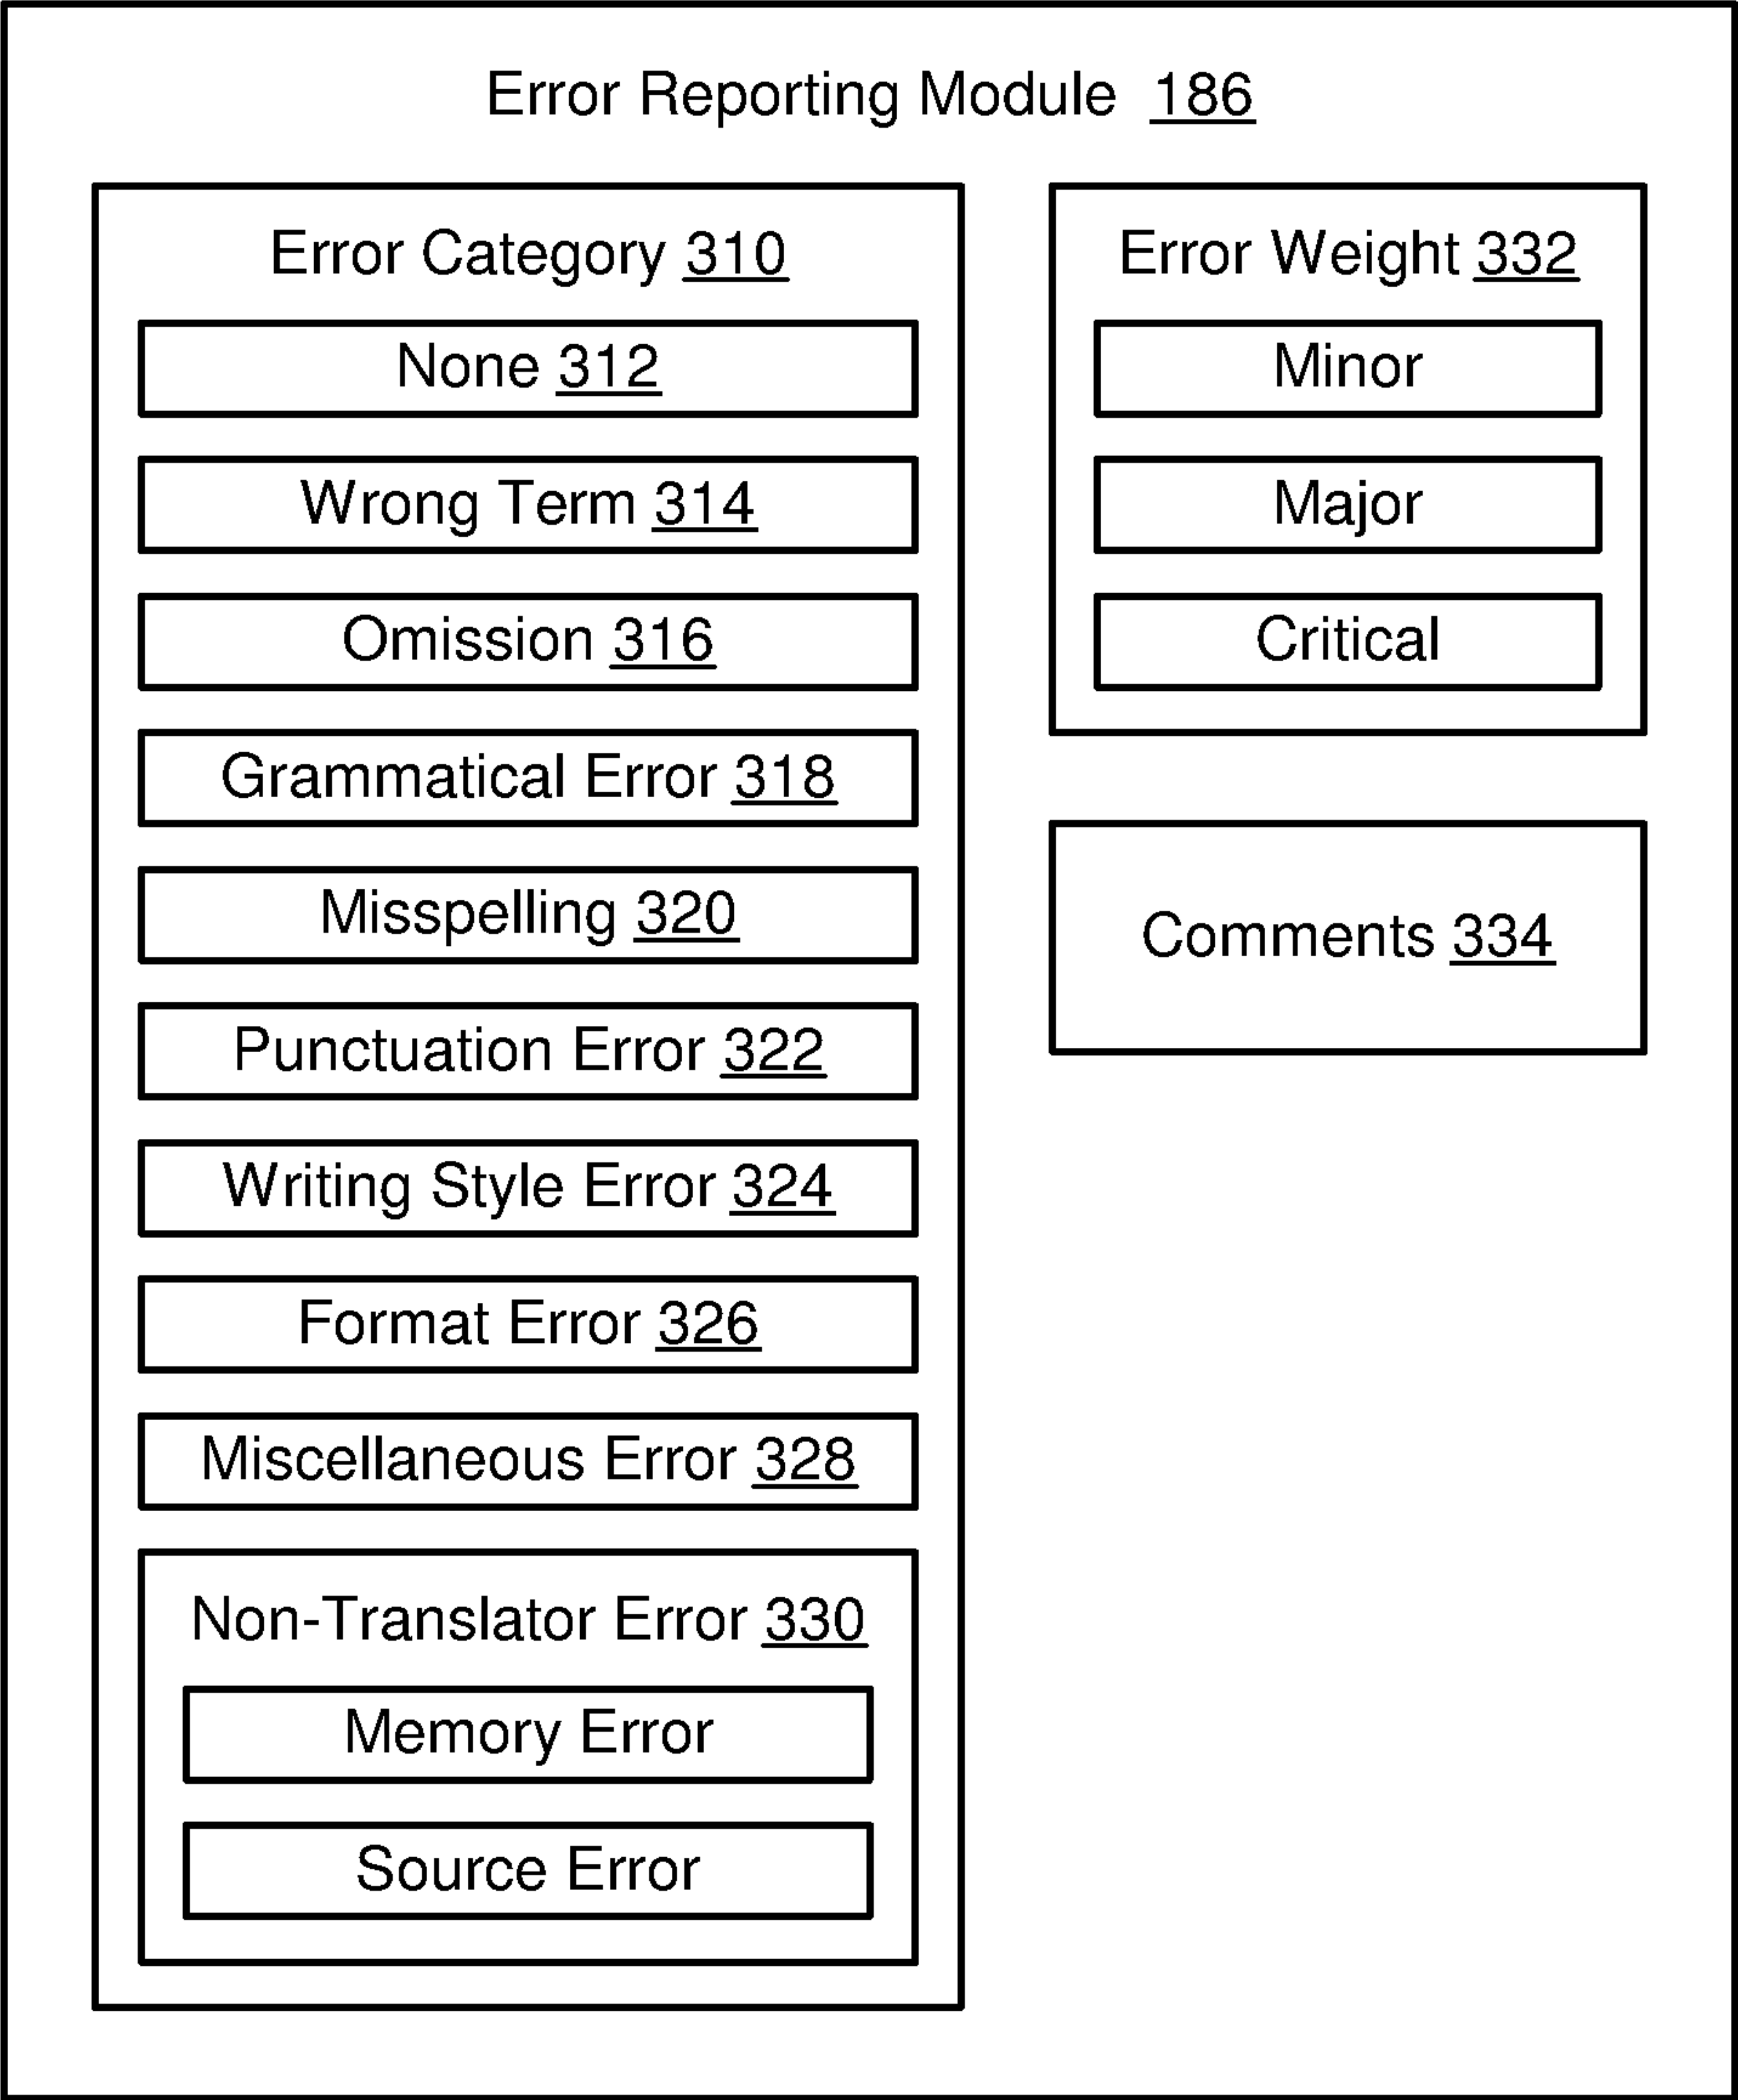 Error Reporting Module 186
Error Category 310
None 312
Wrong Term 314
Omission 316
Grammatical Error 318
Misspelling 320
Punctuation Error 322
Writing Style Error 324
Format Error 326
Miscellaneous Error 328
Non-Translator Error 330
Memory Error
Source Error
Error Weight 332
Minor
Major
Critical
Comments 334